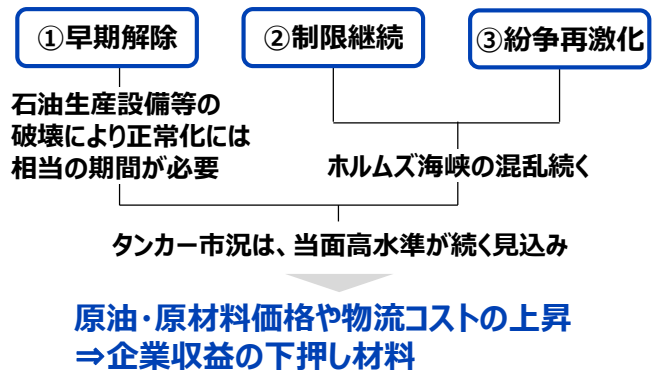 ①早期解除
②制限継続
③紛争再激化
石油生産設備等の
破壊により正常化には
相当の期間が必要
ホルムズ海峡の混乱続く
タンカー市況は、当面高水準が続く見込み
原油・原材料価格や物流コストの上昇
⇒企業収益の下押し材料